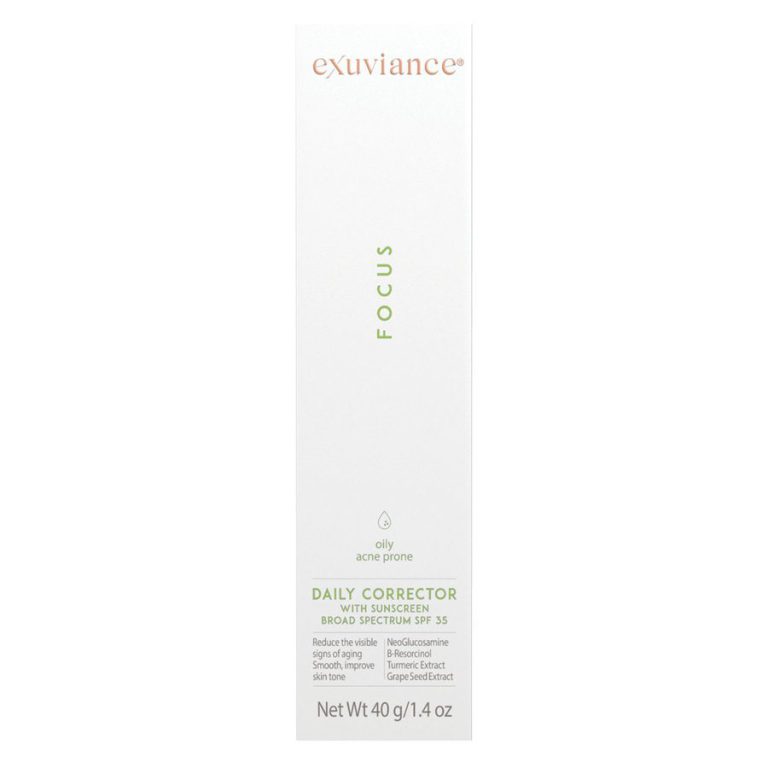 exuviance®
FOCUS
oily
acne prone
DAILY CORRECTOR
WITH SUNSCREEN
BROAD SPECTRUM SPF 35
Reduce the visible
signs of aging
Smooth, improve
skin tone
NeoGlucosamine
B-Resorcinol
Turmeric Extract
Grape Seed Extract
Net Wt 40 g/1.4 oz